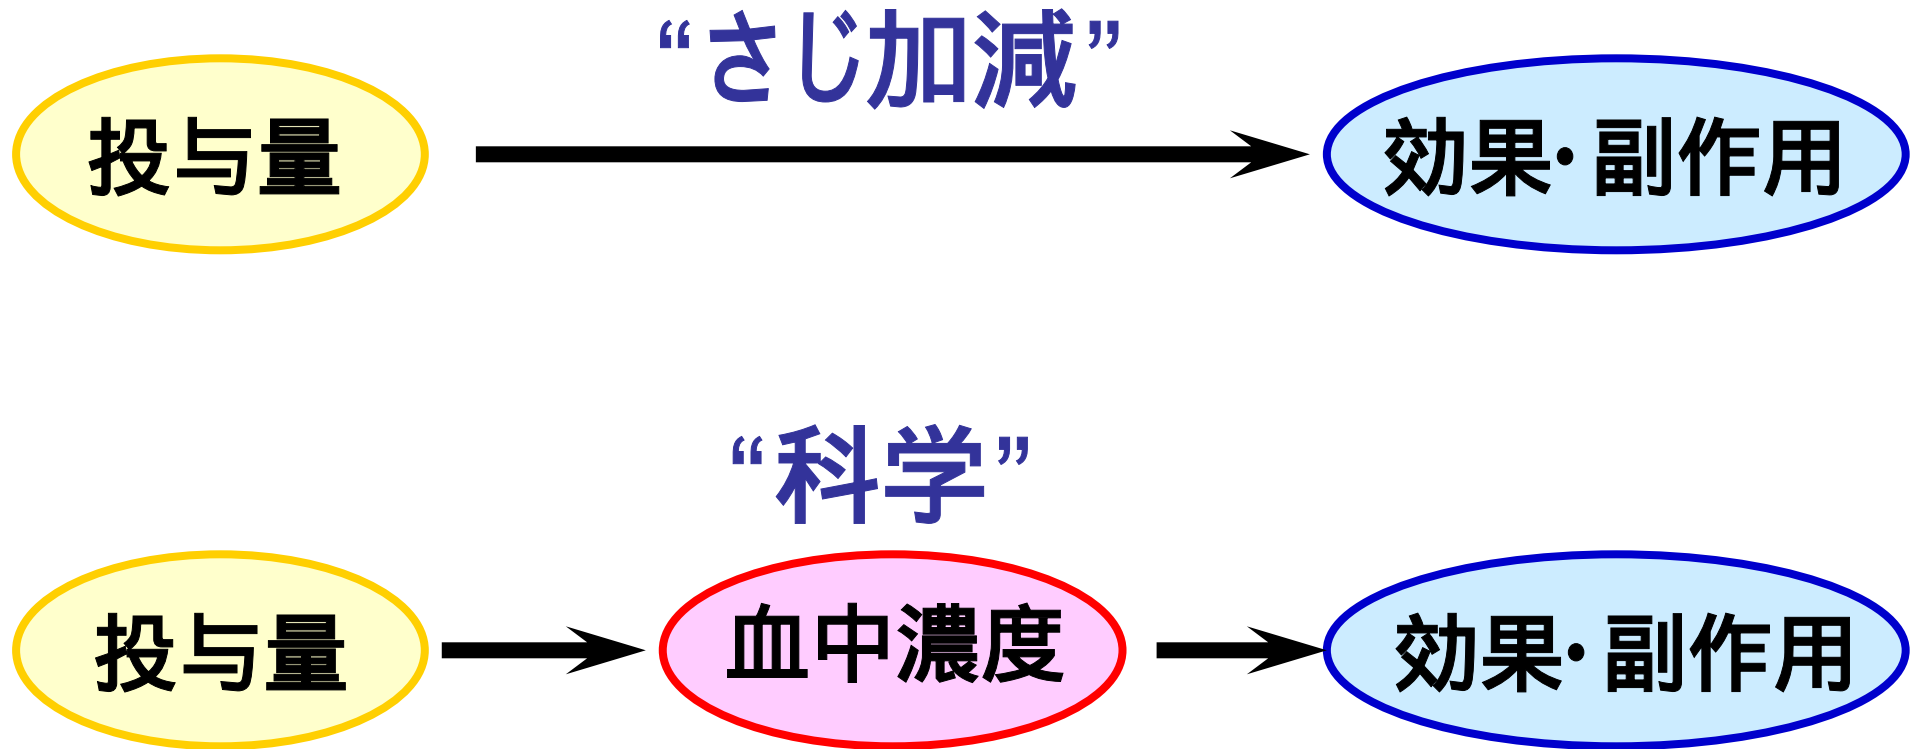 “さじ加減”
投与量
効果・副作用
“科学”
投与量
血中濃度
効果・副作用